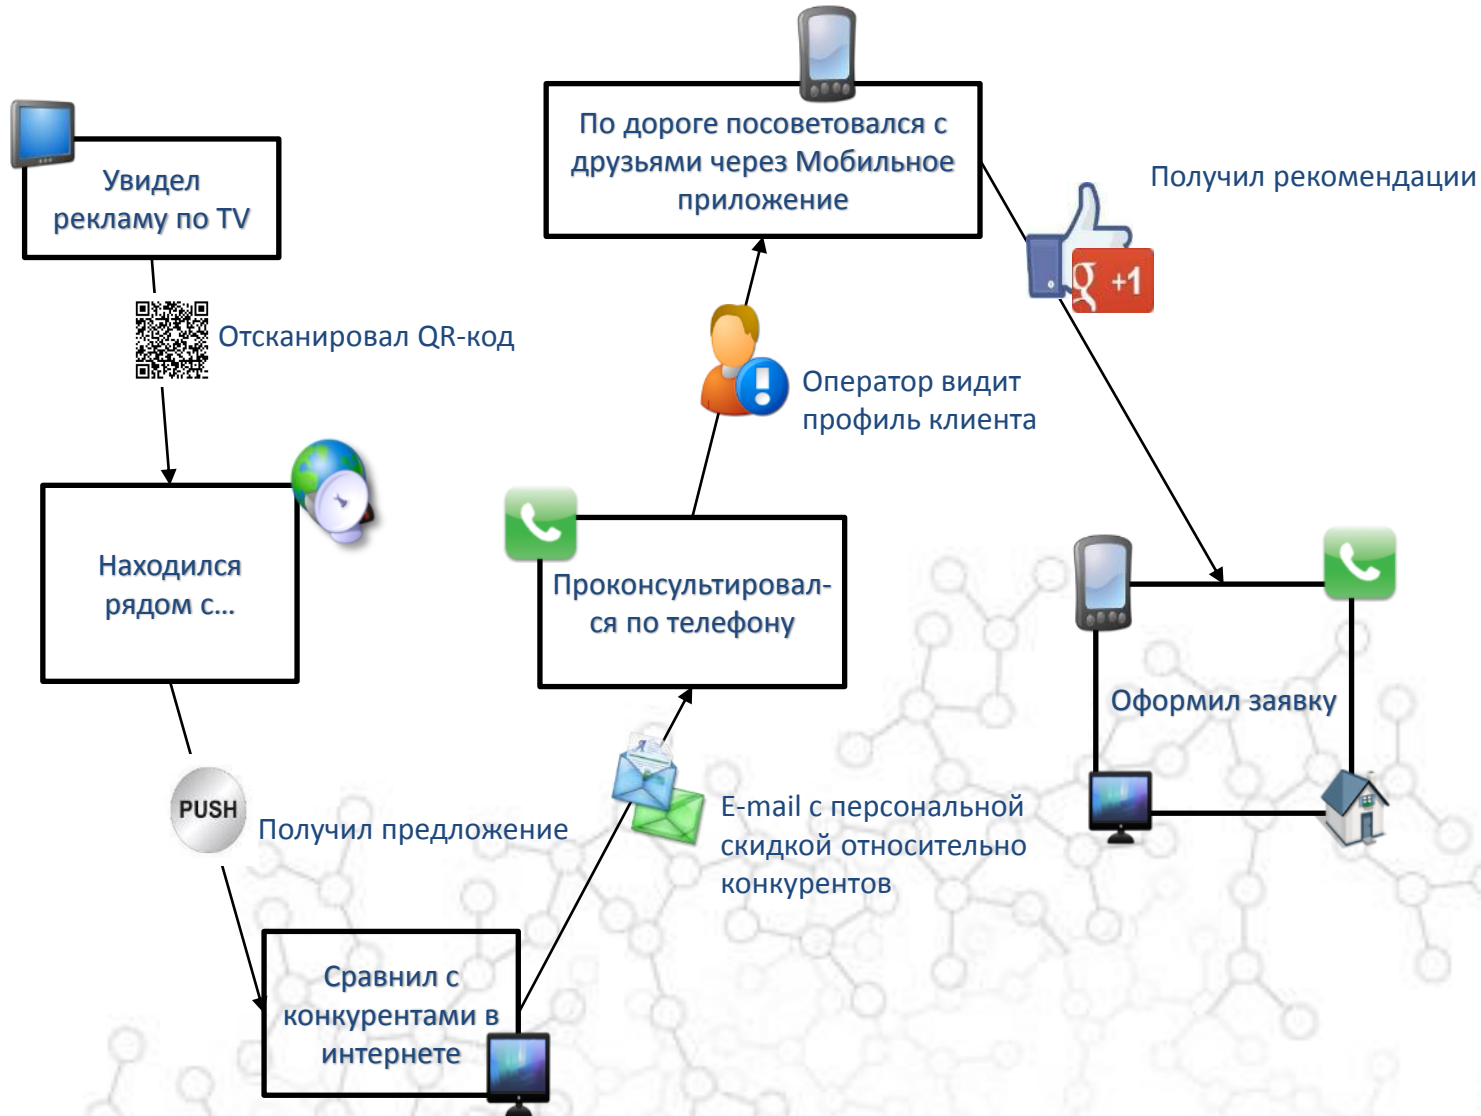 Увидел
рекламу по TV
Отсканировал QR-код
Находился
рядом с...
PUSH
Получил предложение
Сравнил с
конкурентами в
интернете
E-mail с персональной
скидкой относительно
конкурентов
Проконсультировал-
ся по телефону
Оператор видит
профиль клиента
По дороге посоветовался с
друзьями через Мобильное
приложение
Получил рекомендации
g +1
Оформил заявку